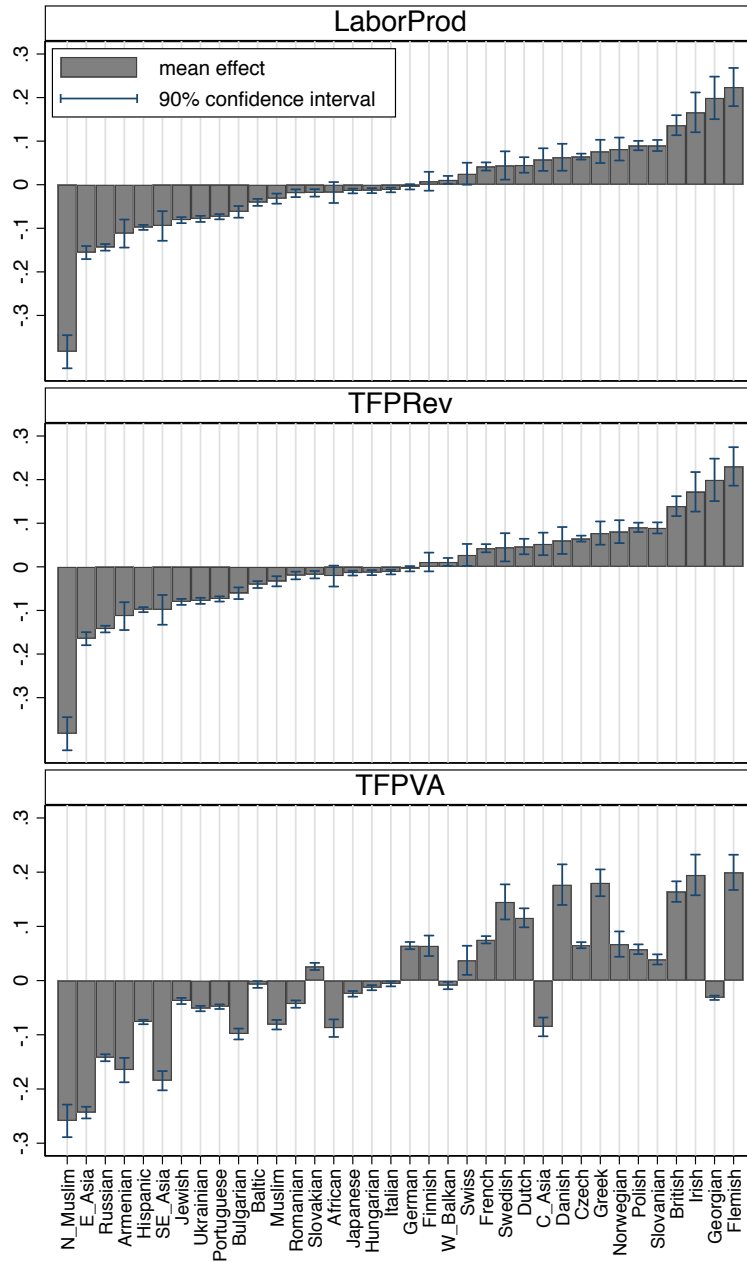 LaborProd
mean effect
90% confidence interval
.3
.2
.1
0
-.1
-.2
-.3
TFPRev
.3
.2
.1
0
-.1
-.2
-.3
TFPVA
.3
.2
.1
0
-.1
-.2
-.3
N_Muslim
E_Asia
Russian
Armenian
Hispanic
SE_Asia
Jewish
Ukrainian
Portuguese
Bulgarian
Baltic
Muslim
Romanian
Slovakian
African
Japanese
Hungarian
Italian
German
Finnish
W_Balkan
Swiss
French
Swedish
Dutch
C_Asia
Danish
Czech
Greek
Norwegian
Polish
Slovanian
British
Irish
Georgian
Flemish